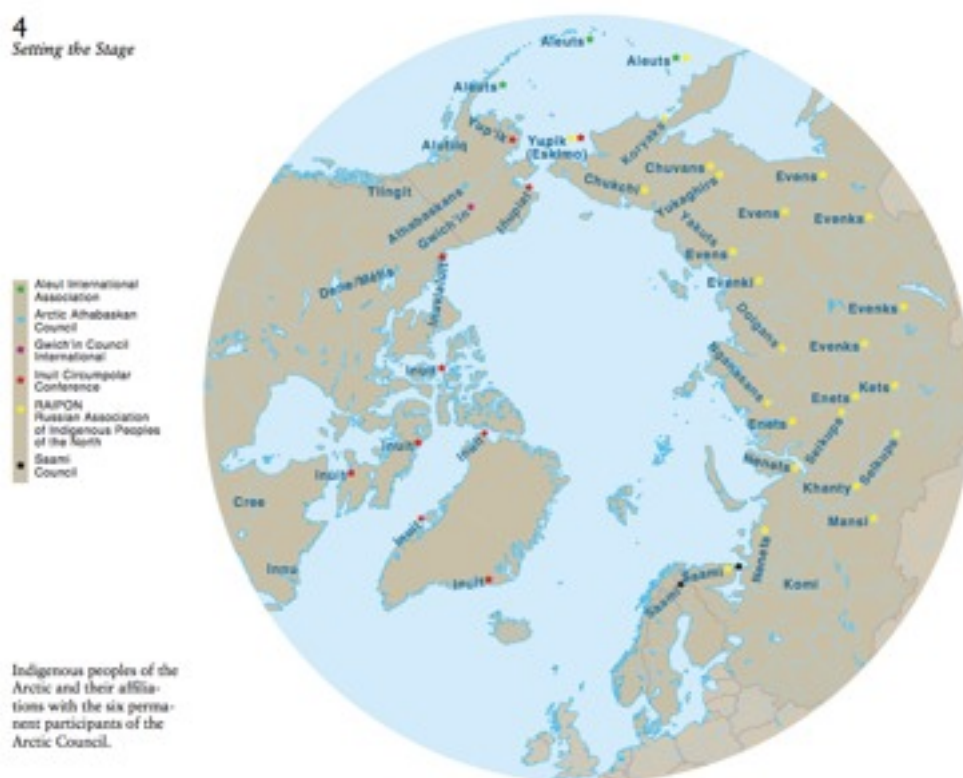 4
Setting the Stage
Aleuts
Aleuts
Aleuts
Yup'ik
Alutiiq
Yupik
(Eskimo)
Koryaks
Chuvans
Chukchi
Yukaghirs
Evens
Tlingit
Athabaskans
Gwich'in
Iñupiat
Yakuts
Evens
Evenks
Evens
Dene/Métis
Inuvialuit
Evenki
Evenks
Dolgans
Evenks
Inuit
Nganasans
Kets
Enets
Enets
Selkups
Selkups
Inuit
Inuit
Inuit
Nenets
Khanty
Cree
Mansi
Inuit
Nenets
Innu
Inuit
Saami
Saami
Komi
Aleut International
Association
Arctic Athabaskan
Council
Gwich'in Council
International
Inuit Circumpolar
Conference
RAIPON
Russian Association
of Indigenous Peoples
of the North
Saami
Council
Indigenous peoples of the
Arctic and their affilia-
tions with the six perma-
nent participants of the
Arctic Council.